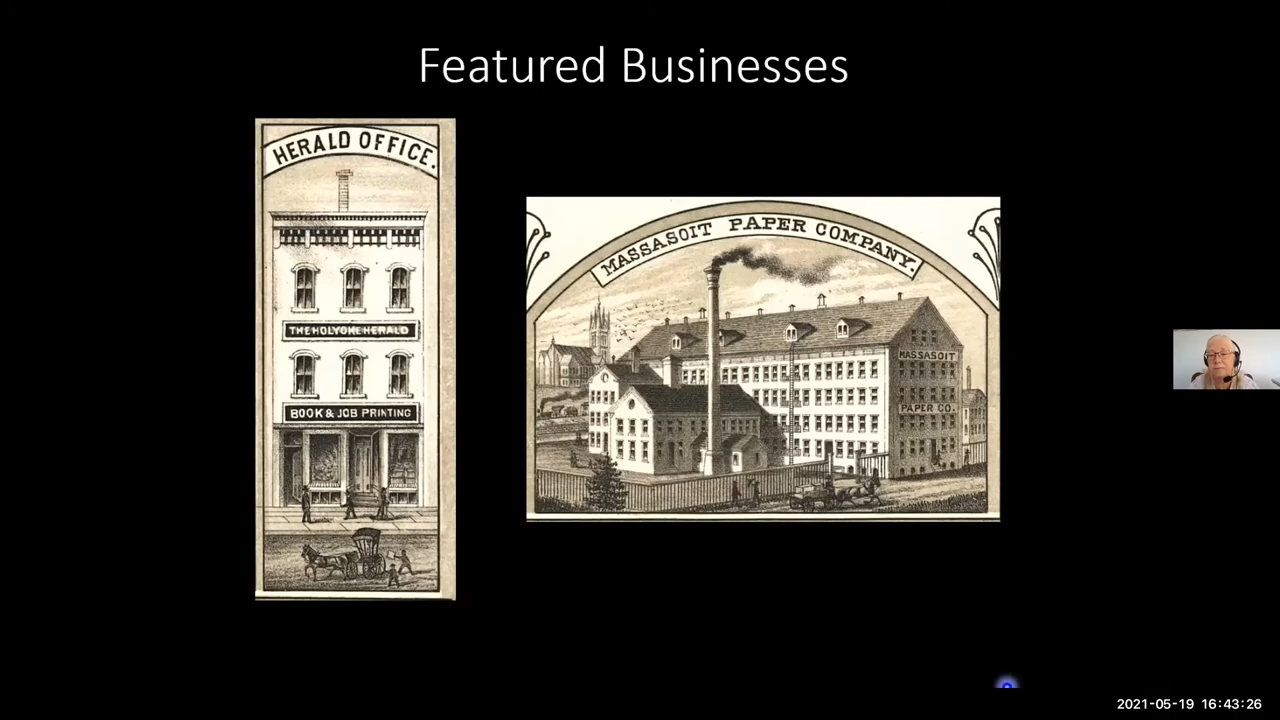 Featured Businesses
HERALD OFFICE.
THE HOLYOKE HERALD
BOOK & JOB PRINTING
MASSASOIT PAPER COMPANY.
MASSASOIT
PAPER CO.
2021-05-19 16:43:26